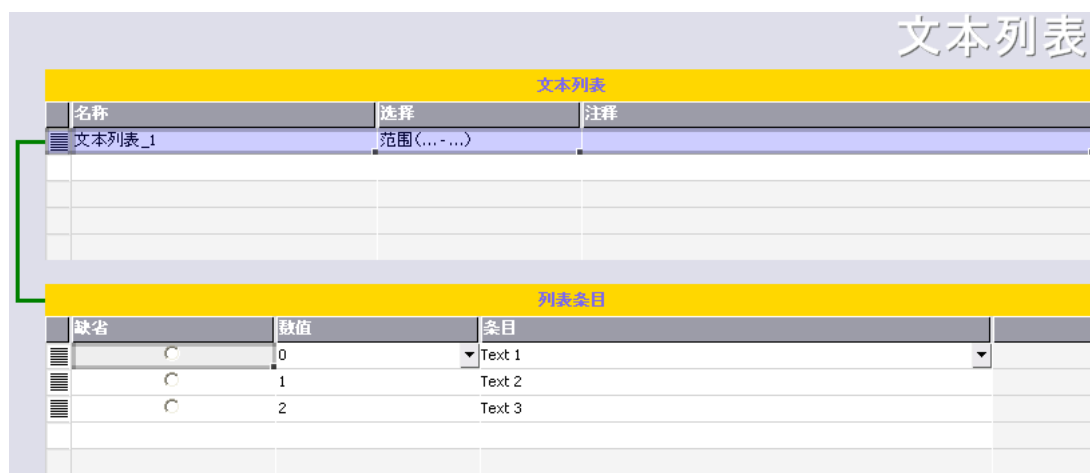 文本列表
文本列表
名称 选择 注释
文本列表_1 范围(...-...)
列表条目
缺省 数值 条目
0 Text 1
1 Text 2
2 Text 3